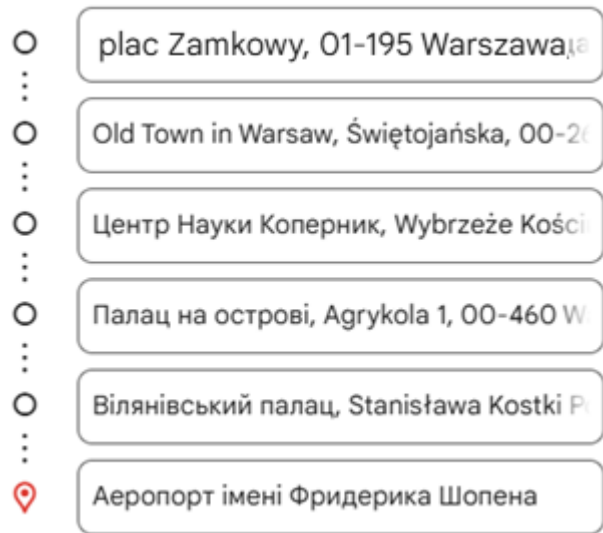 plac Zamkowy, 01-195 Warszawa
Old Town in Warsaw, Świętojańska, 00-26
Центр Науки Коперник, Wybrzeże Kości
Палац на острові, Agrykola 1, 00-460 W
Вілянівський палац, Stanisława Kostki P
Аеропорт імені Фридерика Шопена